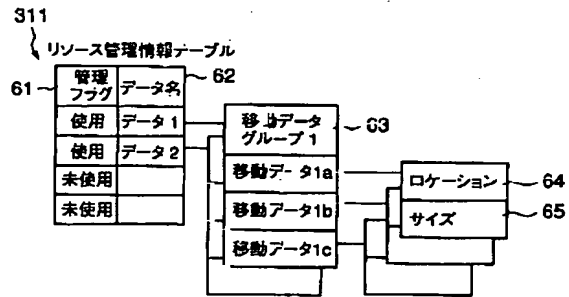 311
リソース管理情報テーブル
61
管理フラグ
データ名
62
使用
データ1
使用
データ2
未使用
未使用
移動データ
グループ1
63
移動データ1a
移動データ1b
移動データ1c
ロケーション
64
サイズ
65